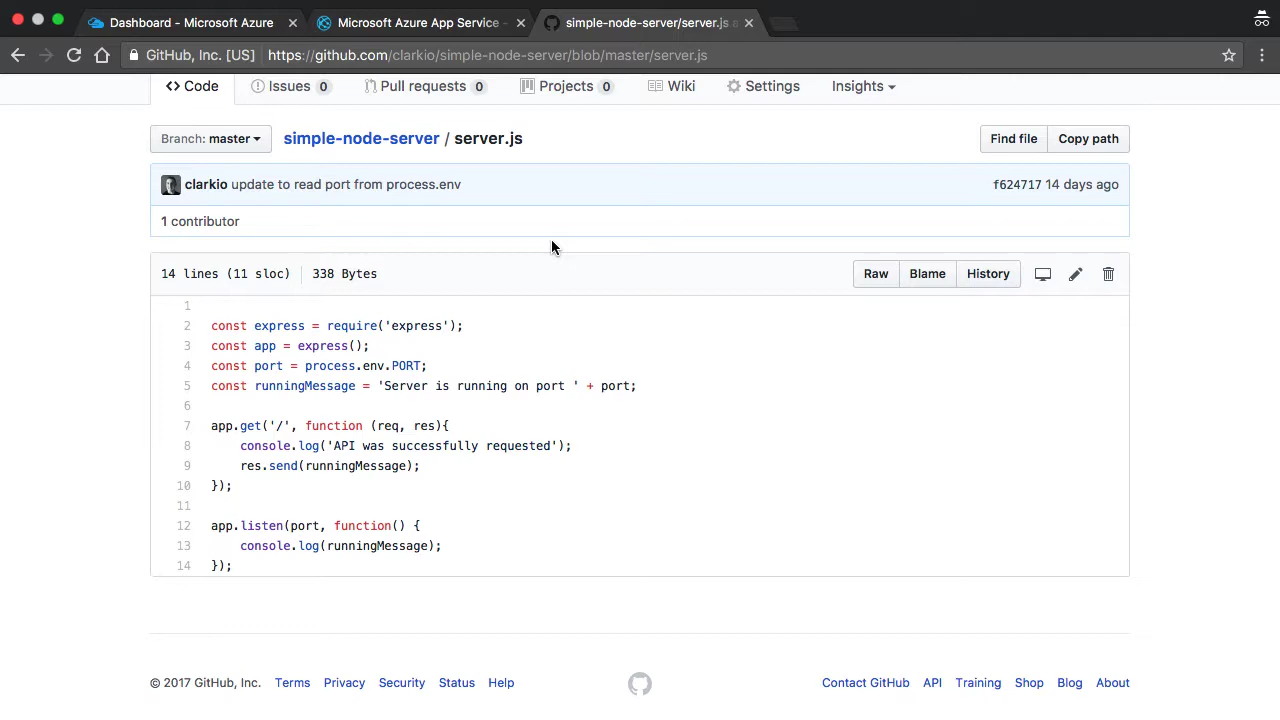 Dashboard - Microsoft Azure
Microsoft Azure App Service -
simple-node-server/server.js a
GitHub, Inc. [US] https://github.com/clarkio/simple-node-server/blob/master/server.js
Code Issues 0 Pull requests 0 Projects 0 Wiki Settings Insights
Branch: master simple-node-server / server.js Find file Copy path
clarkio update to read port from process.env f624717 14 days ago
1 contributor
14 lines (11 sloc) 338 Bytes Raw Blame History
1
2 const express = require('express');
3 const app = express();
4 const port = process.env.PORT;
5 const runningMessage = 'Server is running on port ' + port;
6
7 app.get('/', function (req, res){
8     console.log('API was successfully requested');
9     res.send(runningMessage);
10 });
11
12 app.listen(port, function() {
13     console.log(runningMessage);
14 });
© 2017 GitHub, Inc. Terms Privacy Security Status Help Contact GitHub API Training Shop Blog About